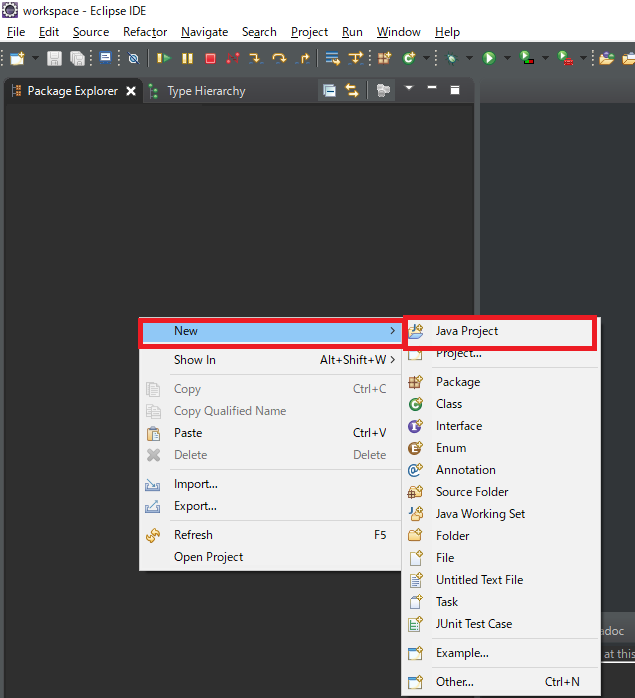 workspace - Eclipse IDE
File Edit Source Refactor Navigate Search Project Run Window Help
Package Explorer Type Hierarchy
New
Show In Alt+Shift+W
Copy Ctrl+C
Copy Qualified Name
Paste Ctrl+V
Delete Delete
Import...
Export...
Refresh F5
Open Project
Java Project
Project...
Package
Class
Interface
Enum
Annotation
Source Folder
Java Working Set
Folder
File
Untitled Text File
Task
JUnit Test Case
Example...
Other... Ctrl+N
adoc
at this